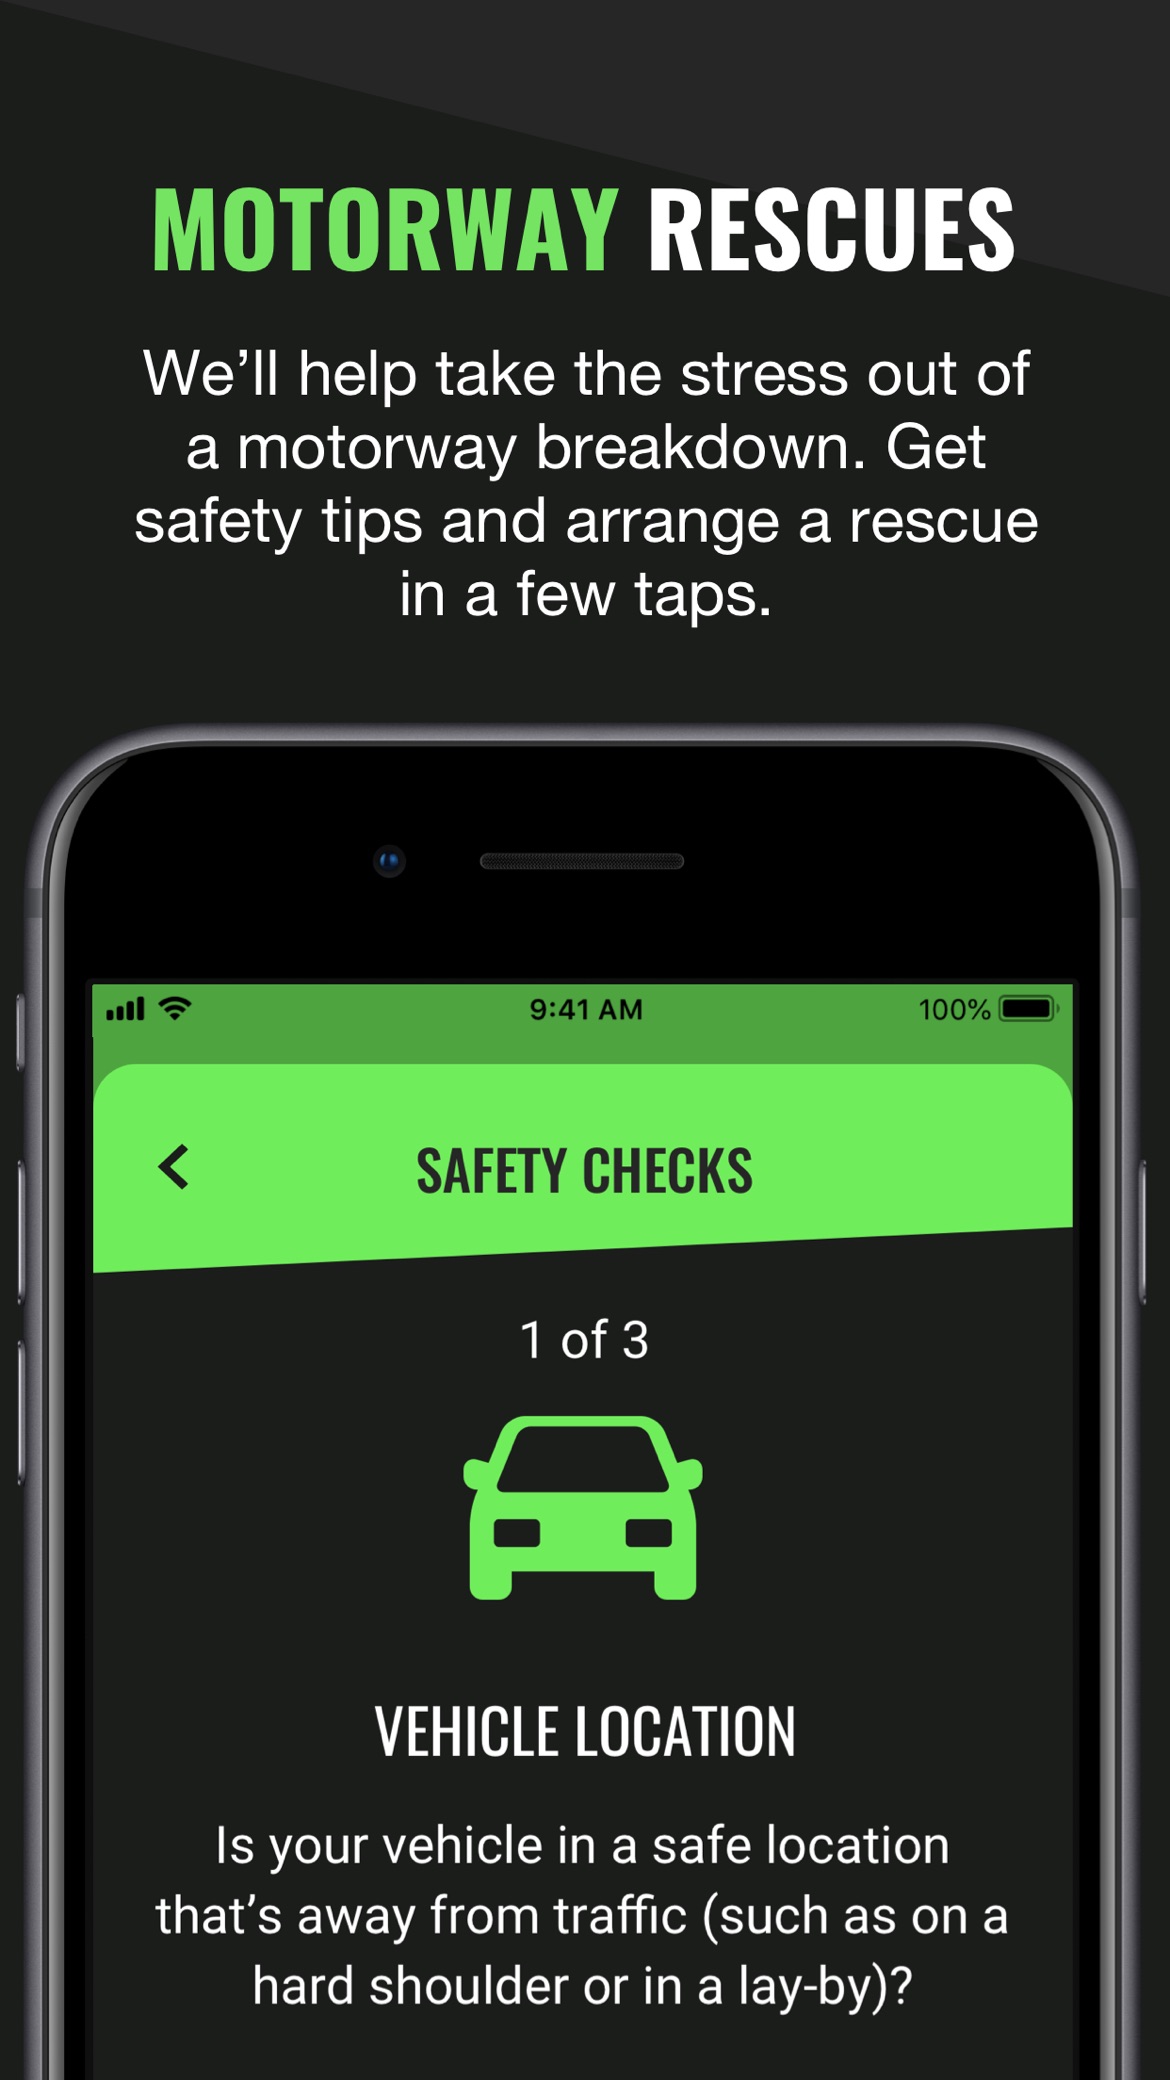 MOTORWAY RESCUES
We’ll help take the stress out of
a motorway breakdown. Get
safety tips and arrange a rescue
in a few taps.
9:41 AM
100%
SAFETY CHECKS
1 of 3
VEHICLE LOCATION
Is your vehicle in a safe location
that’s away from traffic (such as on a
hard shoulder or in a lay-by)?